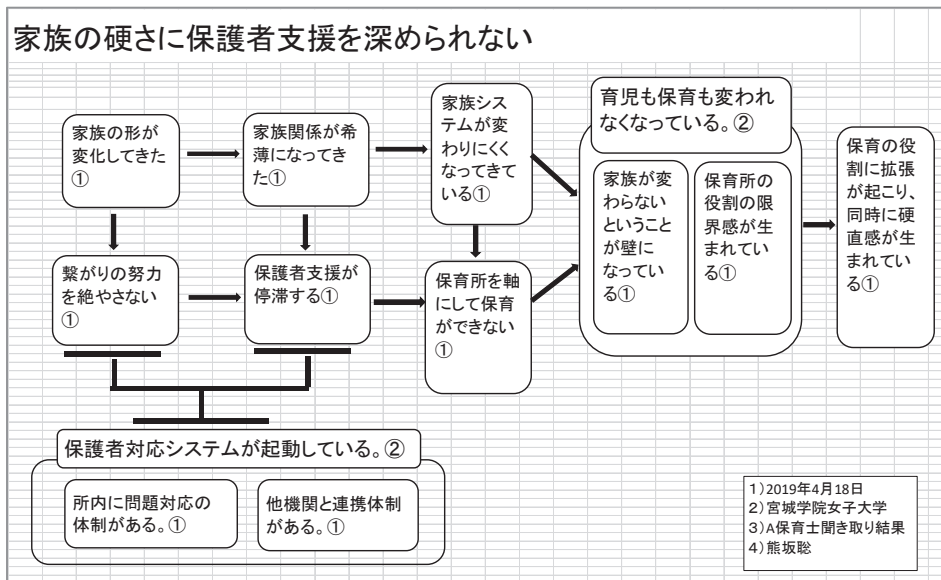 家族の硬さに保護者支援を深められない
家族の形が
変化してきた
①
家族関係が希
薄になってき
た①
家族シス
テムが変
わりにくく
なってきて
いる①
育児も保育も変われ
なくなっている。②
家族が変
わらない
ということ
が壁に
なってい
る①
保育所の
役割の限
界感が生
まれてい
る①
保育の役
割に拡張
が起こり、
同時に硬
直感が生
まれてい
る①
繋がりの努力
を絶やさない
①
保護者支援が
停滞する①
保育所を軸
にして保育
ができない
①
保護者対応システムが起動している。②
所内に問題対応の
体制がある。①
他機関と連携体制
がある。①
1)2019年4月18日
2)宮城学院女子大学
3)A保育士聞き取り結果
4)熊坂聡